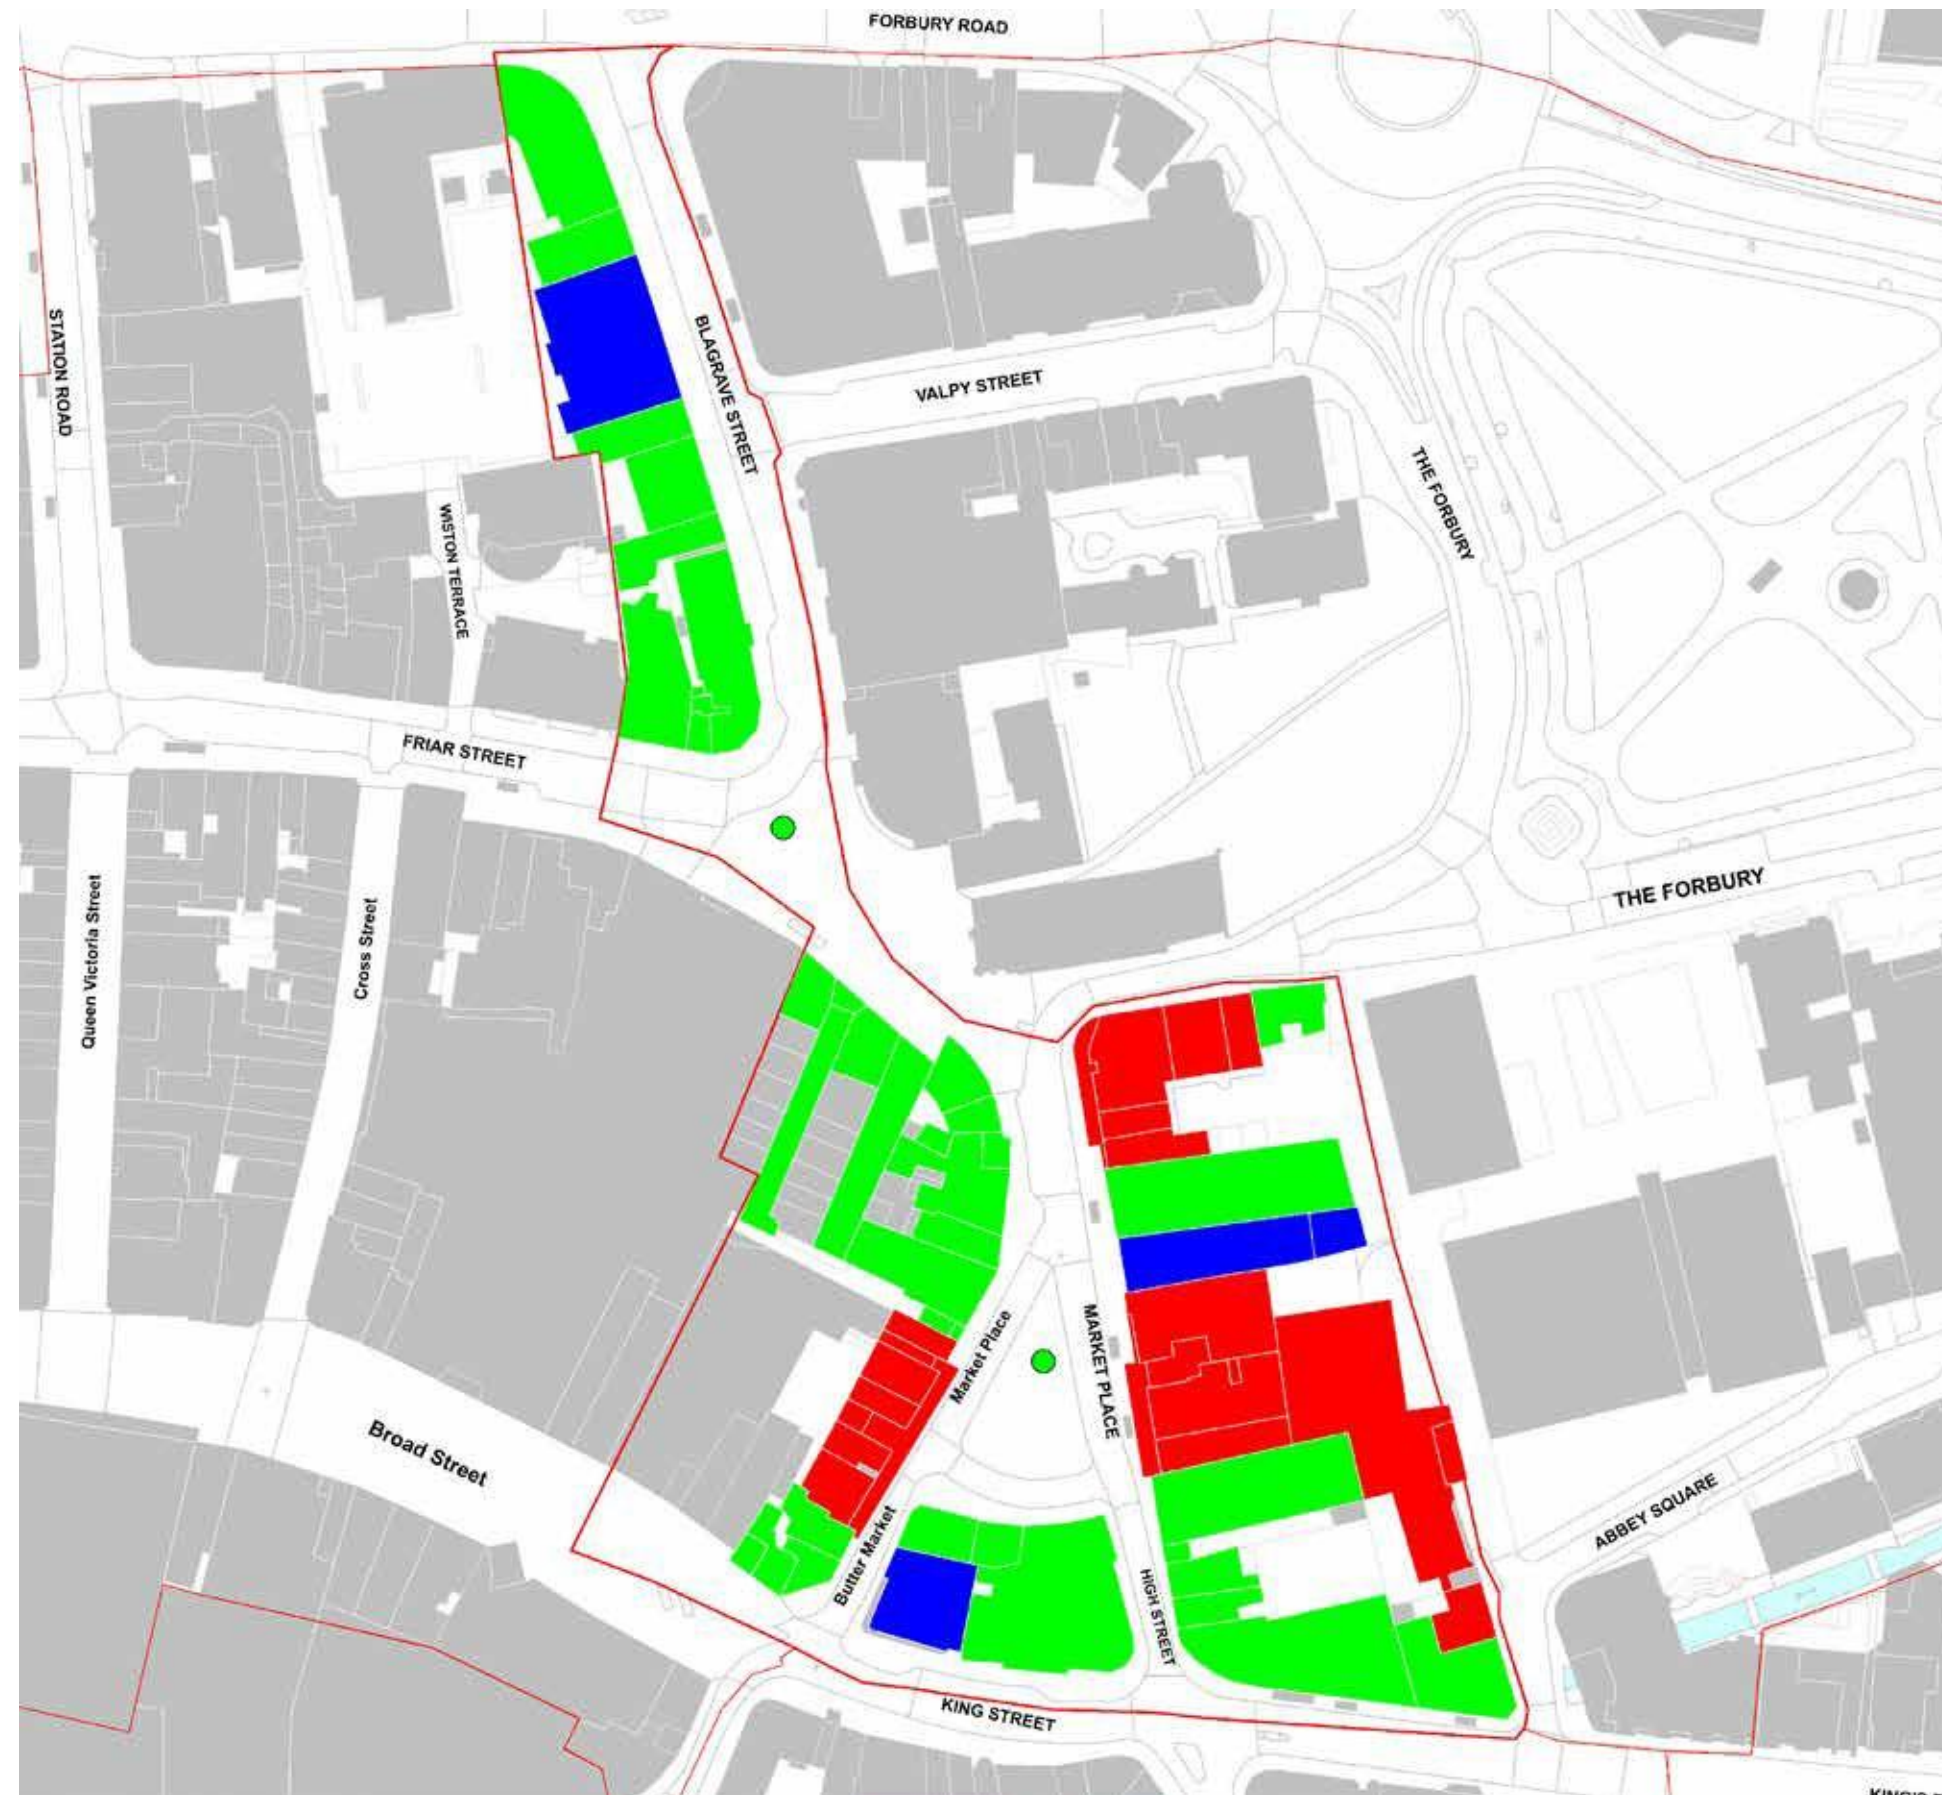 FORBURY ROAD
STATION ROAD
BLAGRAVE STREET
VALPY STREET
THE FORBURY
WISTON TERRACE
FRIAR STREET
Queen Victoria Street
Cross Street
THE FORBURY
Market Place
MARKET PLACE
Broad Street
ABBEY SQUARE
Butter Market
HIGH STREET
KING STREET